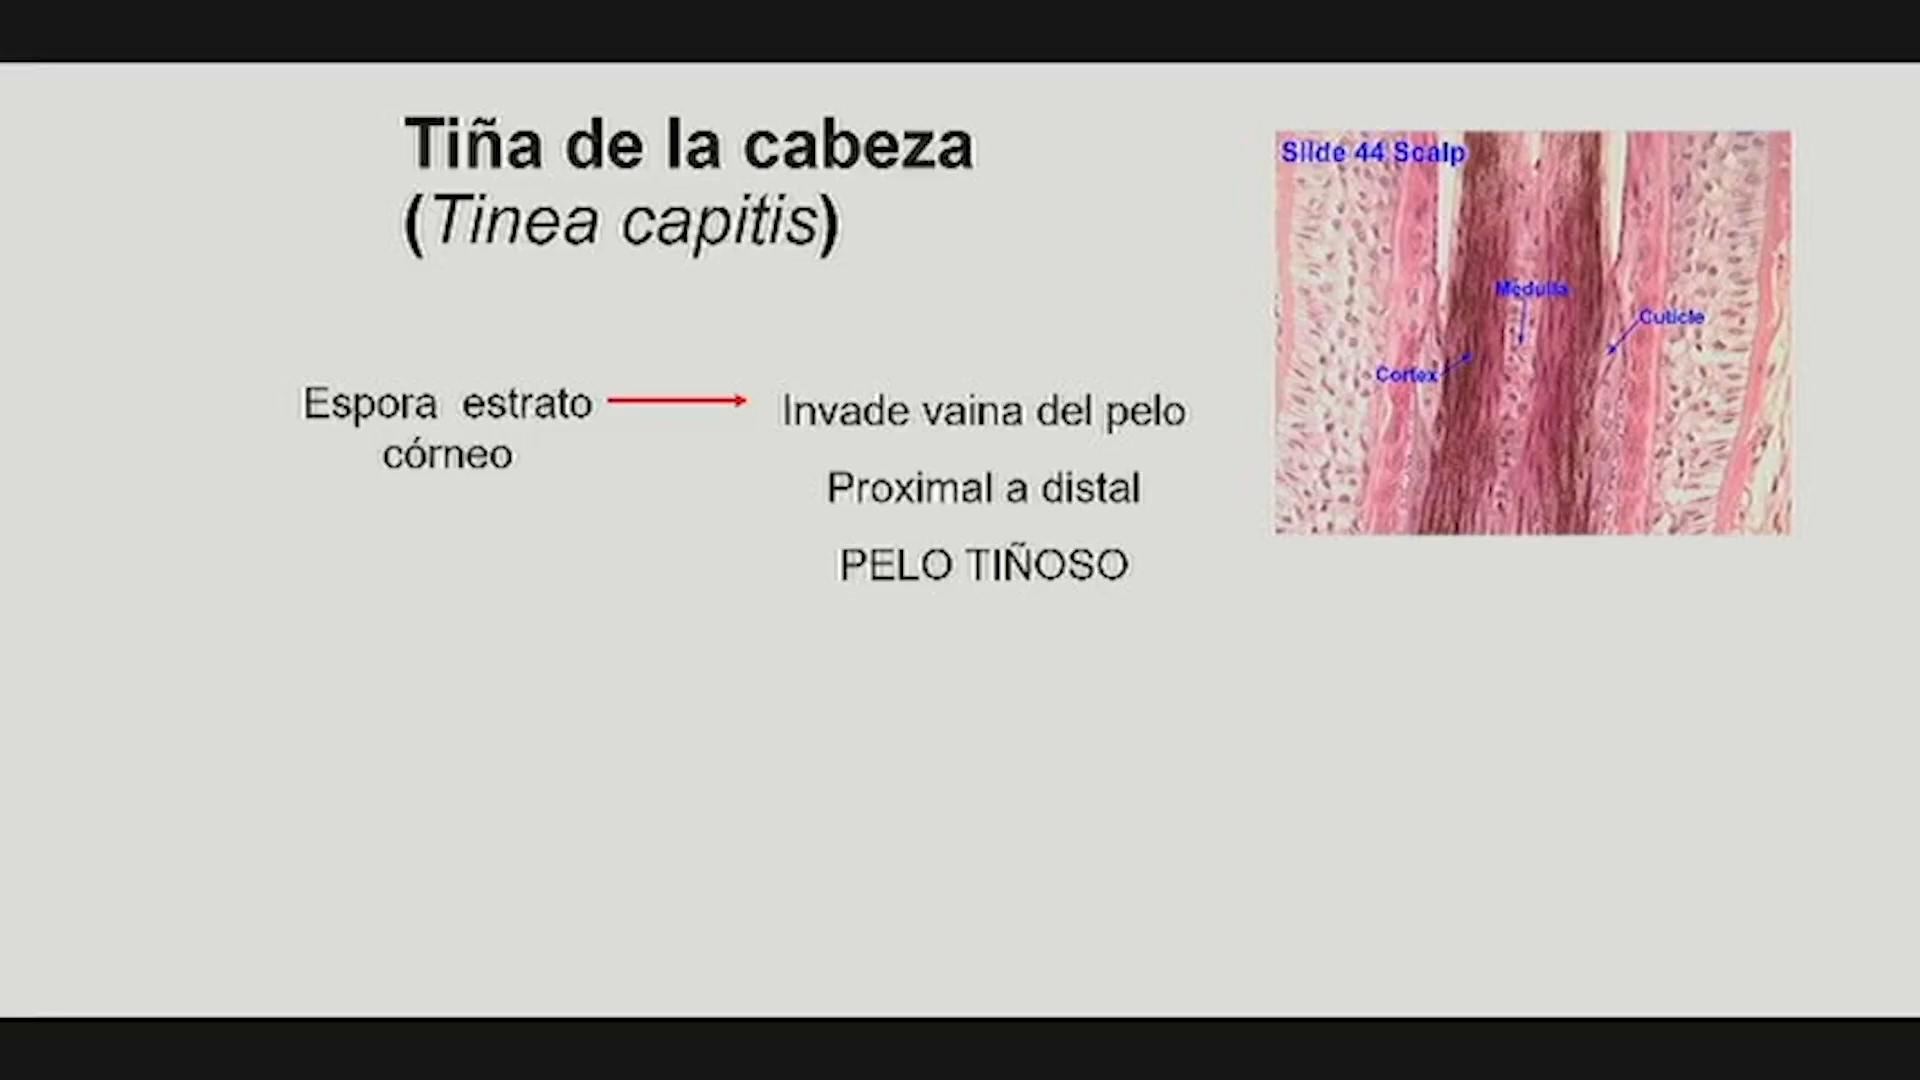 Tiña de la cabeza
(Tinea capitis)
Espora estrato
córneo
Invade vaina del pelo
Proximal a distal
PELO TIÑOSO
Slide 44 Scalp
Medulla
Cuticle
Cortex